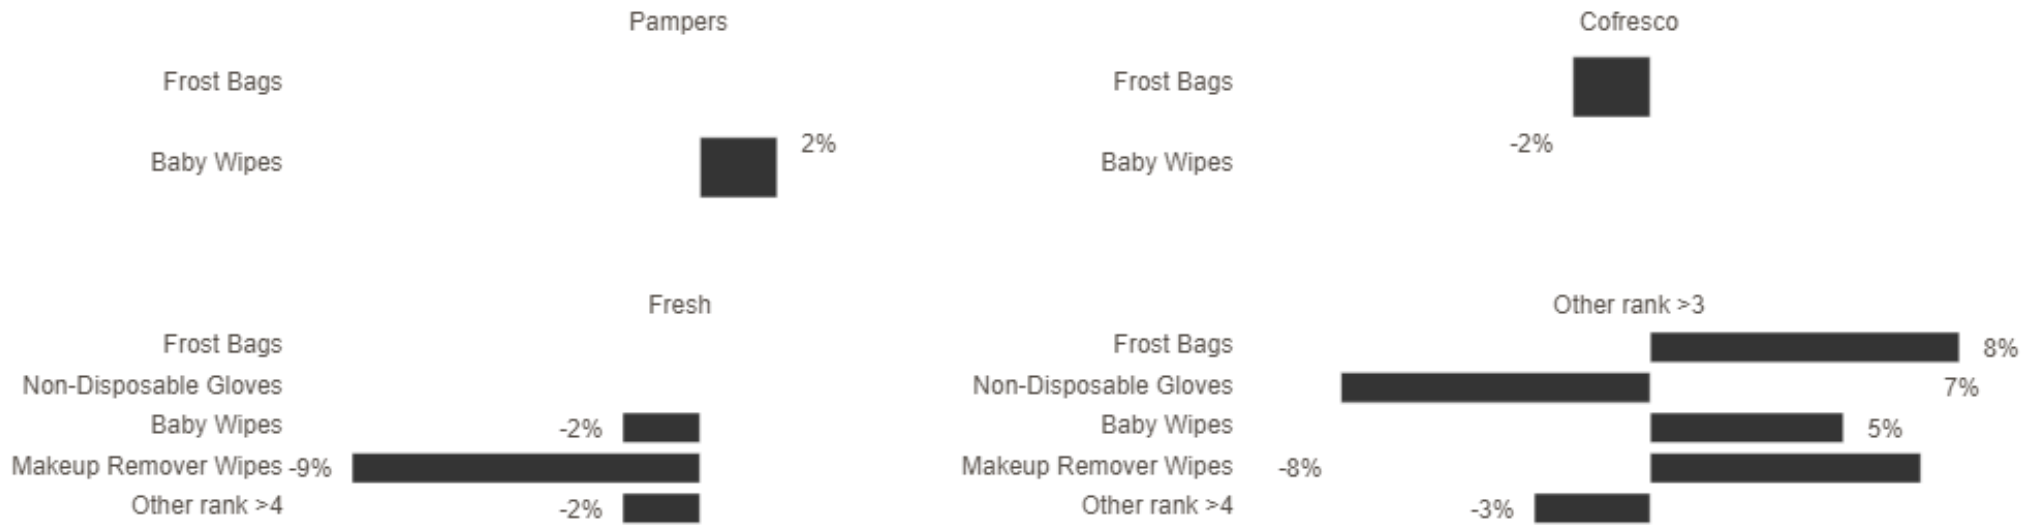 Pampers
Frost Bags
Baby Wipes 2%
Cofresco
Frost Bags
-2%
Baby Wipes
Fresh
Frost Bags
Non-Disposable Gloves
Baby Wipes -2%
Makeup Remover Wipes -9%
Other rank >4 -2%
Other rank >3
Frost Bags 8%
Non-Disposable Gloves 7%
Baby Wipes 5%
Makeup Remover Wipes -8%
Other rank >4 -3%